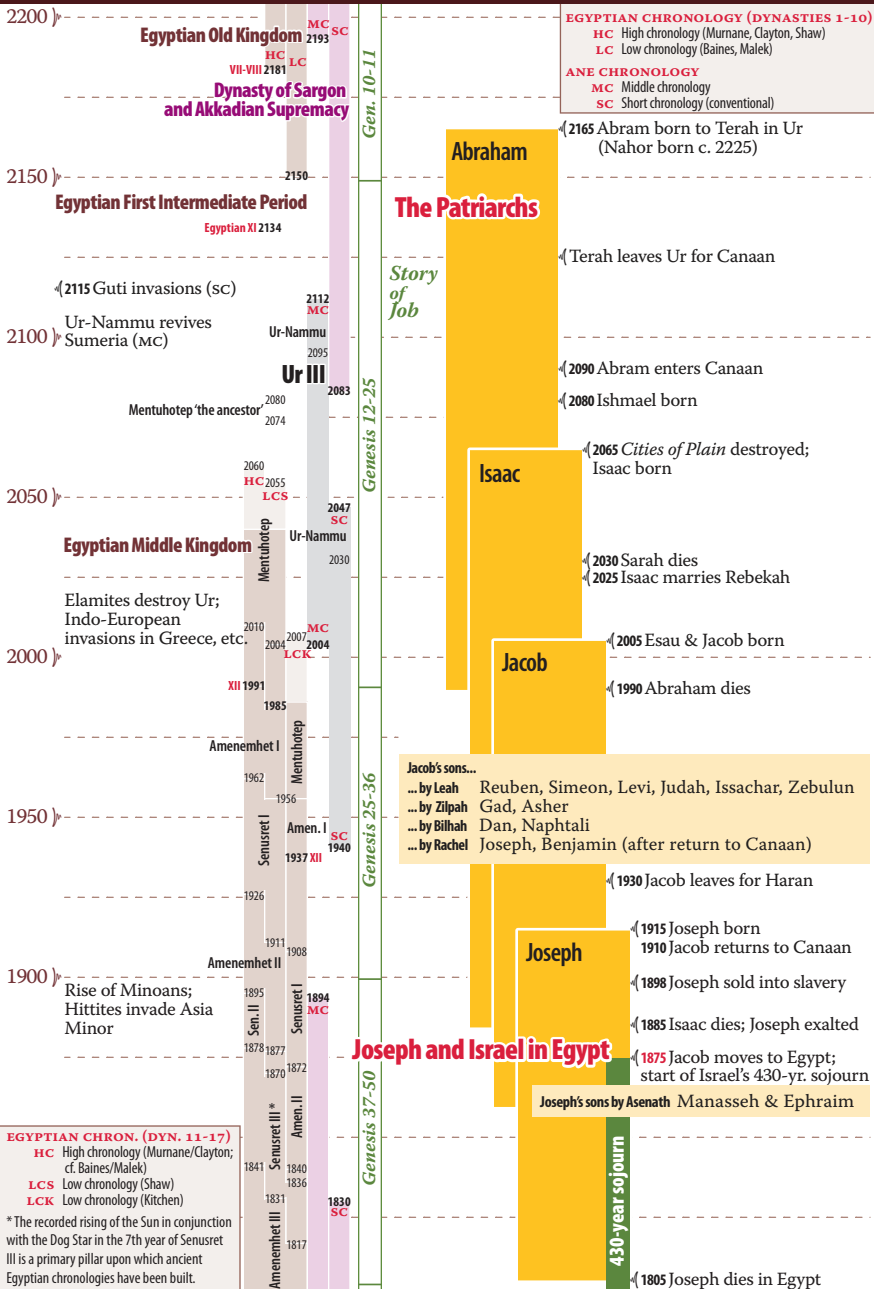 2200
Egyptian Old Kingdom
MC
2193
SC
HC
LC
VII-VIII 2181
Dynasty of Sargon
and Akkadian Supremacy
Gen. 10-11
EGYPTIAN CHRONOLOGY (DYNASTIES 1-10)
HC High chronology (Murnane, Clayton, Shaw)
LC Low chronology (Baines, Malek)
ANE CHRONOLOGY
MC Middle chronology
SC Short chronology (conventional)
Abraham
2165 Abram born to Terah in Ur
(Nahor born c. 2225)
2150
2150
Egyptian First Intermediate Period
The Patriarchs
Egyptian XI 2134
Terah leaves Ur for Canaan
Story
of
Job
2115 Guti invasions (SC)
2112
MC
Ur-Nammu revives
Sumeria (MC)
2100
Ur-Nammu
2095
Ur III
2090 Abram enters Canaan
2083
2080 Ishmael born
Mentuhotep 'the ancestor'
2080
2074
Genesis 12-25
2065 Cities of Plain destroyed;
Isaac born
Isaac
2060
HC
2055
LCS
2050
2047
SC
Egyptian Middle Kingdom
Mentuhotep
Ur-Nammu
2030
2030 Sarah dies
2025 Isaac marries Rebekah
Elamites destroy Ur;
Indo-European
invasions in Greece, etc.
2010
2004
2007
LCK
MC
2004
2005 Esau & Jacob born
2000
Jacob
XII 1991
1985
1990 Abraham dies
Amenemhet I
Mentuhotep
1962
1956
Jacob's sons...
... by Leah Reuben, Simeon, Levi, Judah, Issachar, Zebulun
... by Zilpah Gad, Asher
... by Bilhah Dan, Naphtali
... by Rachel Joseph, Benjamin (after return to Canaan)
1950
Senusret I
Amen. I
SC
1940
1937 XII
Genesis 25-36
1930 Jacob leaves for Haran
1926
1911
1908
1915 Joseph born
1910 Jacob returns to Canaan
Joseph
Amenemhet II
1900
1898 Joseph sold into slavery
Rise of Minoans;
Hittites invade Asia
Minor
1895
Sen. II
Senusret I
1894
MC
1885 Isaac dies; Joseph exalted
1878
1877
Joseph and Israel in Egypt
1875 Jacob moves to Egypt;
start of Israel's 430-yr. sojourn
1870
1872
Joseph's sons by Asenath Manasseh & Ephraim
Senusret III *
Amen. II
Genesis 37-50
430-year sojourn
EGYPTIAN CHRON. (DYN. 11-17)
HC High chronology (Murnane/Clayton;
cf. Baines/Malek)
LCS Low chronology (Shaw)
LCK Low chronology (Kitchen)
* The recorded rising of the Sun in conjunction
with the Dog Star in the 7th year of Senusret
III is a primary pillar upon which ancient
Egyptian chronologies have been built.
1841
1840
1836
1831
1830
SC
Amenemhet III
1817
1805 Joseph dies in Egypt